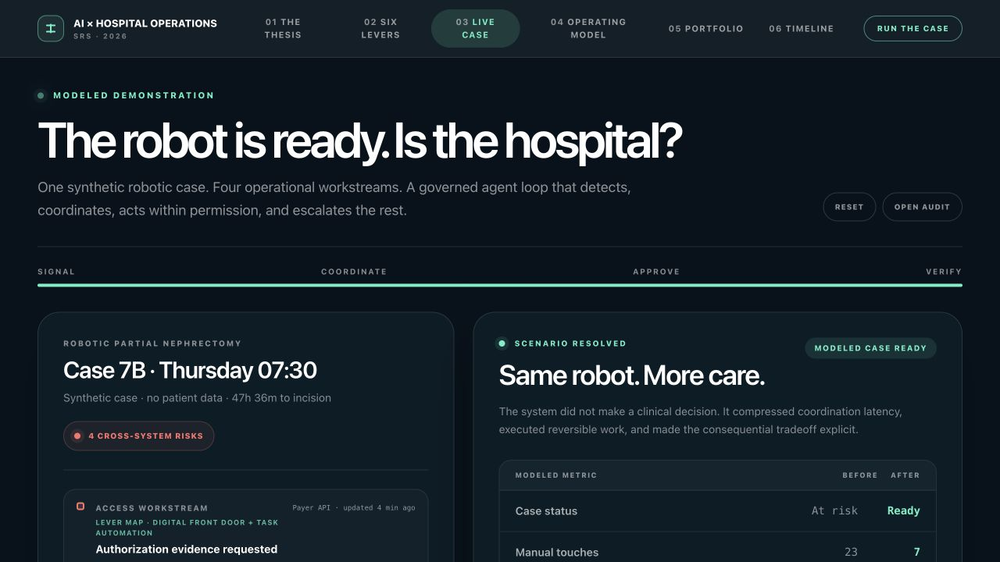 AI × HOSPITAL OPERATIONS
SRS · 2026
01 THE
THESIS
02 SIX
LEVERS
03 LIVE
CASE
04 OPERATING
MODEL
05 PORTFOLIO
06 TIMELINE
RUN THE CASE
MODELED DEMONSTRATION
The robot is ready. Is the hospital?
One synthetic robotic case. Four operational workstreams. A governed agent loop that detects,
coordinates, acts within permission, and escalates the rest.
RESET
OPEN AUDIT
SIGNAL
COORDINATE
APPROVE
VERIFY
ROBOTIC PARTIAL NEPHRECTOMY
Case 7B · Thursday 07:30
Synthetic case · no patient data · 47h 36m to incision
4 CROSS-SYSTEM RISKS
ACCESS WORKSTREAM
Payer API · updated 4 min ago
LEVER MAP · DIGITAL FRONT DOOR + TASK
AUTOMATION
Authorization evidence requested
SCENARIO RESOLVED
MODELED CASE READY
Same robot. More care.
The system did not make a clinical decision. It compressed coordination latency,
executed reversible work, and made the consequential tradeoff explicit.
MODELED METRIC BEFORE AFTER
Case status At risk Ready
Manual touches 23 7